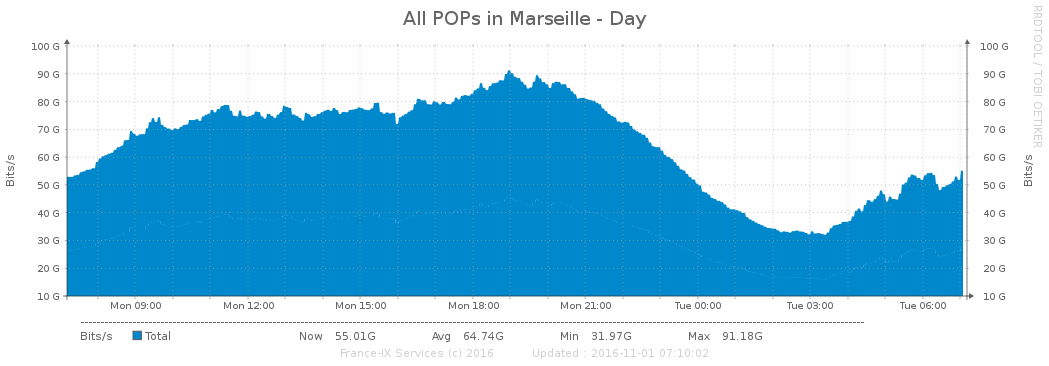 All POPs in Marseille - Day
RRDTOOL / TOBI OETIKER
100 G 100 G
90 G 90 G
80 G 80 G
70 G 70 G
60 G 60 G
50 G 50 G
40 G 40 G
30 G 30 G
20 G 20 G
10 G 10 G
Bits/s
Bits/s
Mon 09:00 Mon 12:00 Mon 15:00 Mon 18:00 Mon 21:00 Tue 00:00 Tue 03:00 Tue 06:00
Bits/s Total Now 55.01G Avg 64.74G Min 31.97G Max 91.18G
France-IX Services (c) 2016 Updated : 2016-11-01 07:10:02